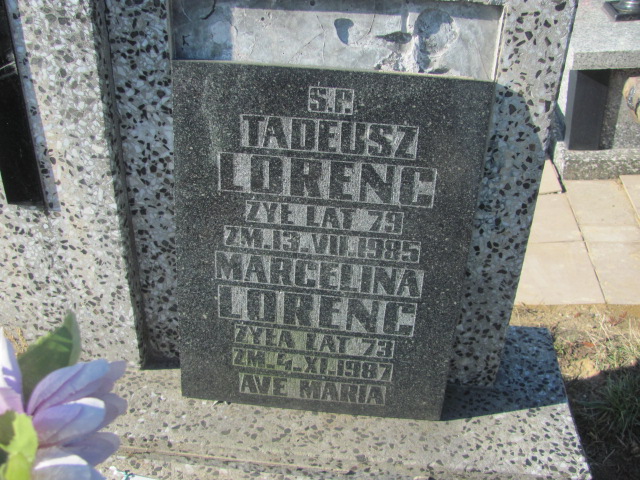 Ś.P.
TADEUSZ
LORENC
ŻYŁ LAT 79
ZM. 13.VII.1985
MARCELINA
LORENC
ŻYŁA LAT 73
ZM. 4.XI.1987
AVE MARIA